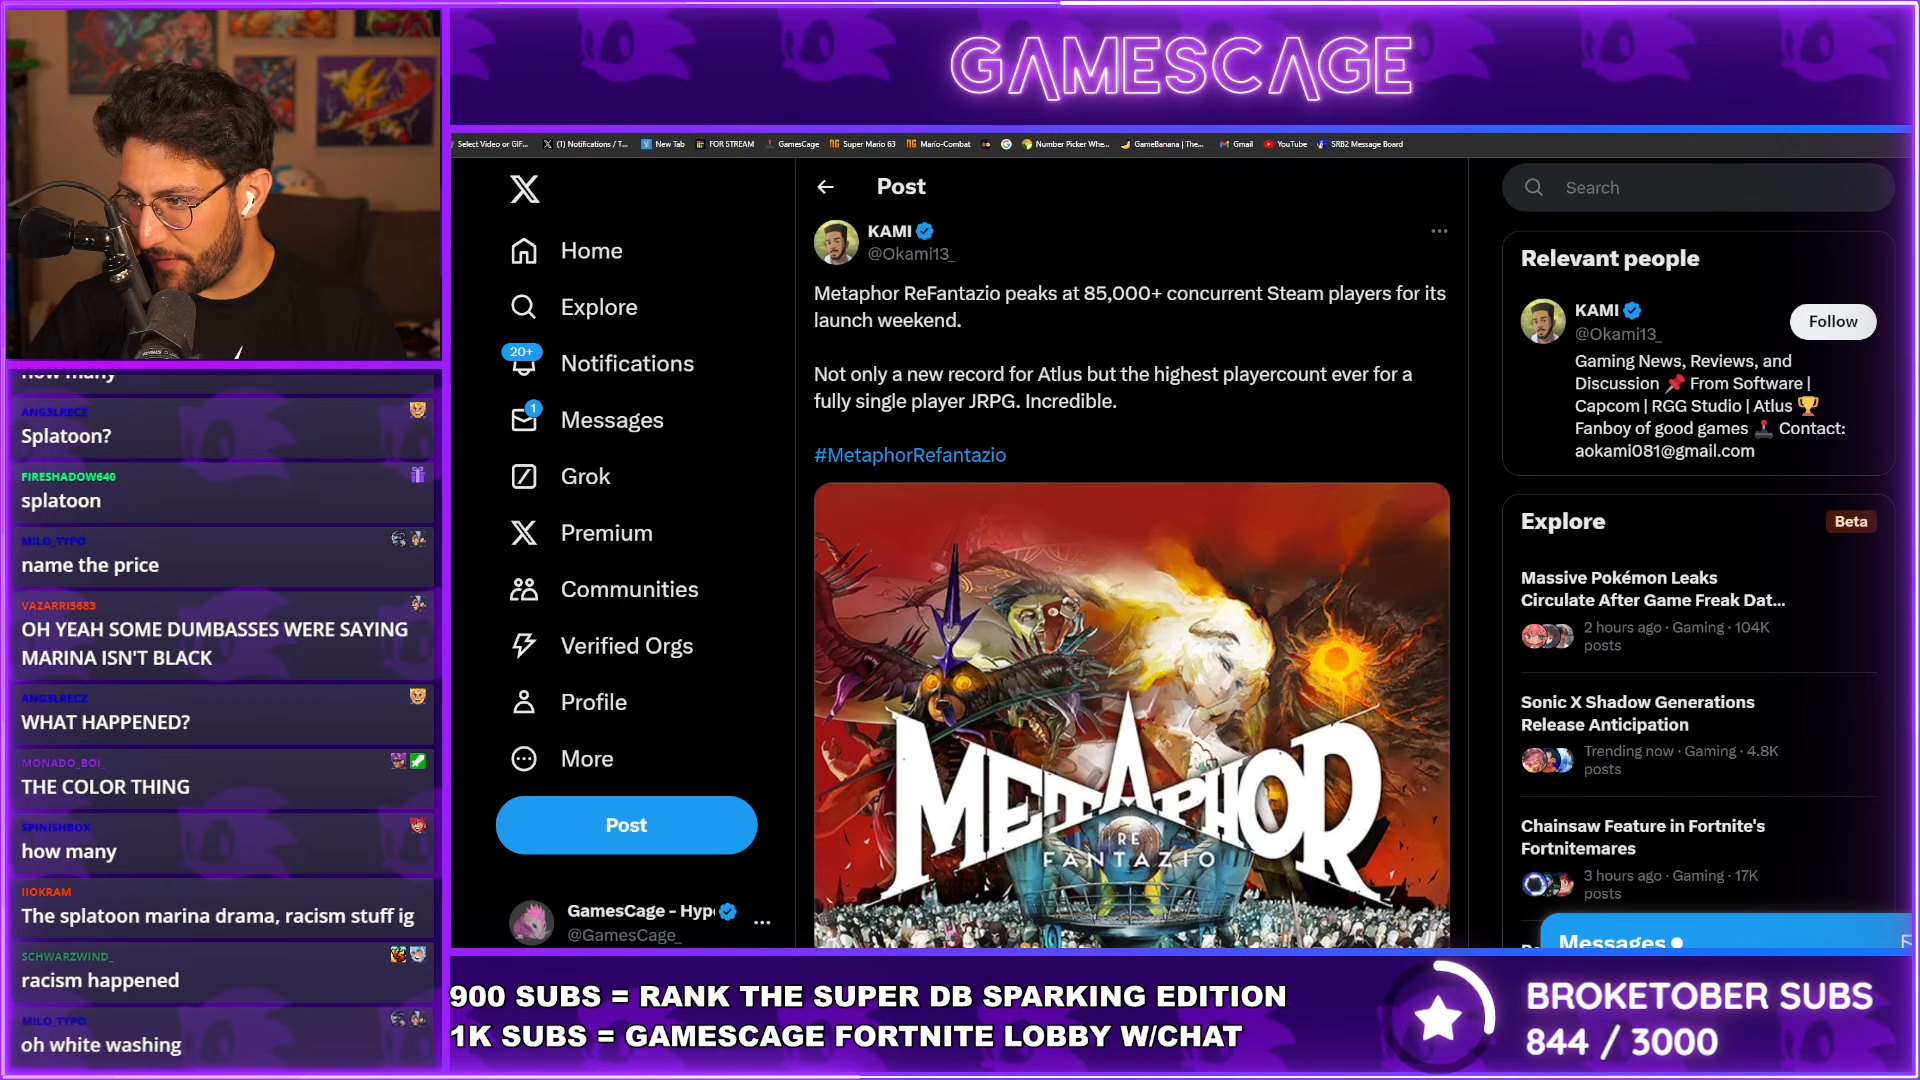 GAMESCAGE
Select Video or GIF...
(1) Notifications / T...
New Tab
FOR STREAM
GamesCage
Super Mario 63
Mario-Combat
Number Picker Whe...
GameBanana | The...
Gmail
YouTube
SRB2 Message Board
how many
ANG3LRECZ
Splatoon?
FIRESHADOW640
splatoon
MILO_TYPO
name the price
VAZARRI5683
OH YEAH SOME DUMBASSES WERE SAYING
MARINA ISN'T BLACK
ANG3LRECZ
WHAT HAPPENED?
MONADO_BOI_
THE COLOR THING
SPINISHBOX
how many
IIOKRAM
The splatoon marina drama, racism stuff ig
SCHWARZWIND_
racism happened
MILO_TYPO
oh white washing
Home
Explore
20+
Notifications
1
Messages
Grok
Premium
Communities
Verified Orgs
Profile
More
Post
GamesCage - Hyp
@GamesCage_
Post
KAMI
@Okami13_
Metaphor ReFantazio peaks at 85,000+ concurrent Steam players for its
launch weekend.
Not only a new record for Atlus but the highest playercount ever for a
fully single player JRPG. Incredible.
#MetaphorRefantazio
METAPHOR
RE
FANTAZIO
Search
Relevant people
KAMI
@Okami13_
Follow
Gaming News, Reviews, and
Discussion 📌 From Software |
Capcom | RGG Studio | Atlus 🏆
Fanboy of good games 🕹️ Contact:
aokami081@gmail.com
Explore
Beta
Massive Pokémon Leaks
Circulate After Game Freak Dat...
2 hours ago · Gaming · 104K
posts
Sonic X Shadow Generations
Release Anticipation
Trending now · Gaming · 4.8K
posts
Chainsaw Feature in Fortnite's
Fortnitemares
3 hours ago · Gaming · 17K
posts
Messages
900 SUBS = RANK THE SUPER DB SPARKING EDITION
1K SUBS = GAMESCAGE FORTNITE LOBBY W/CHAT
BROKETOBER SUBS
844 / 3000